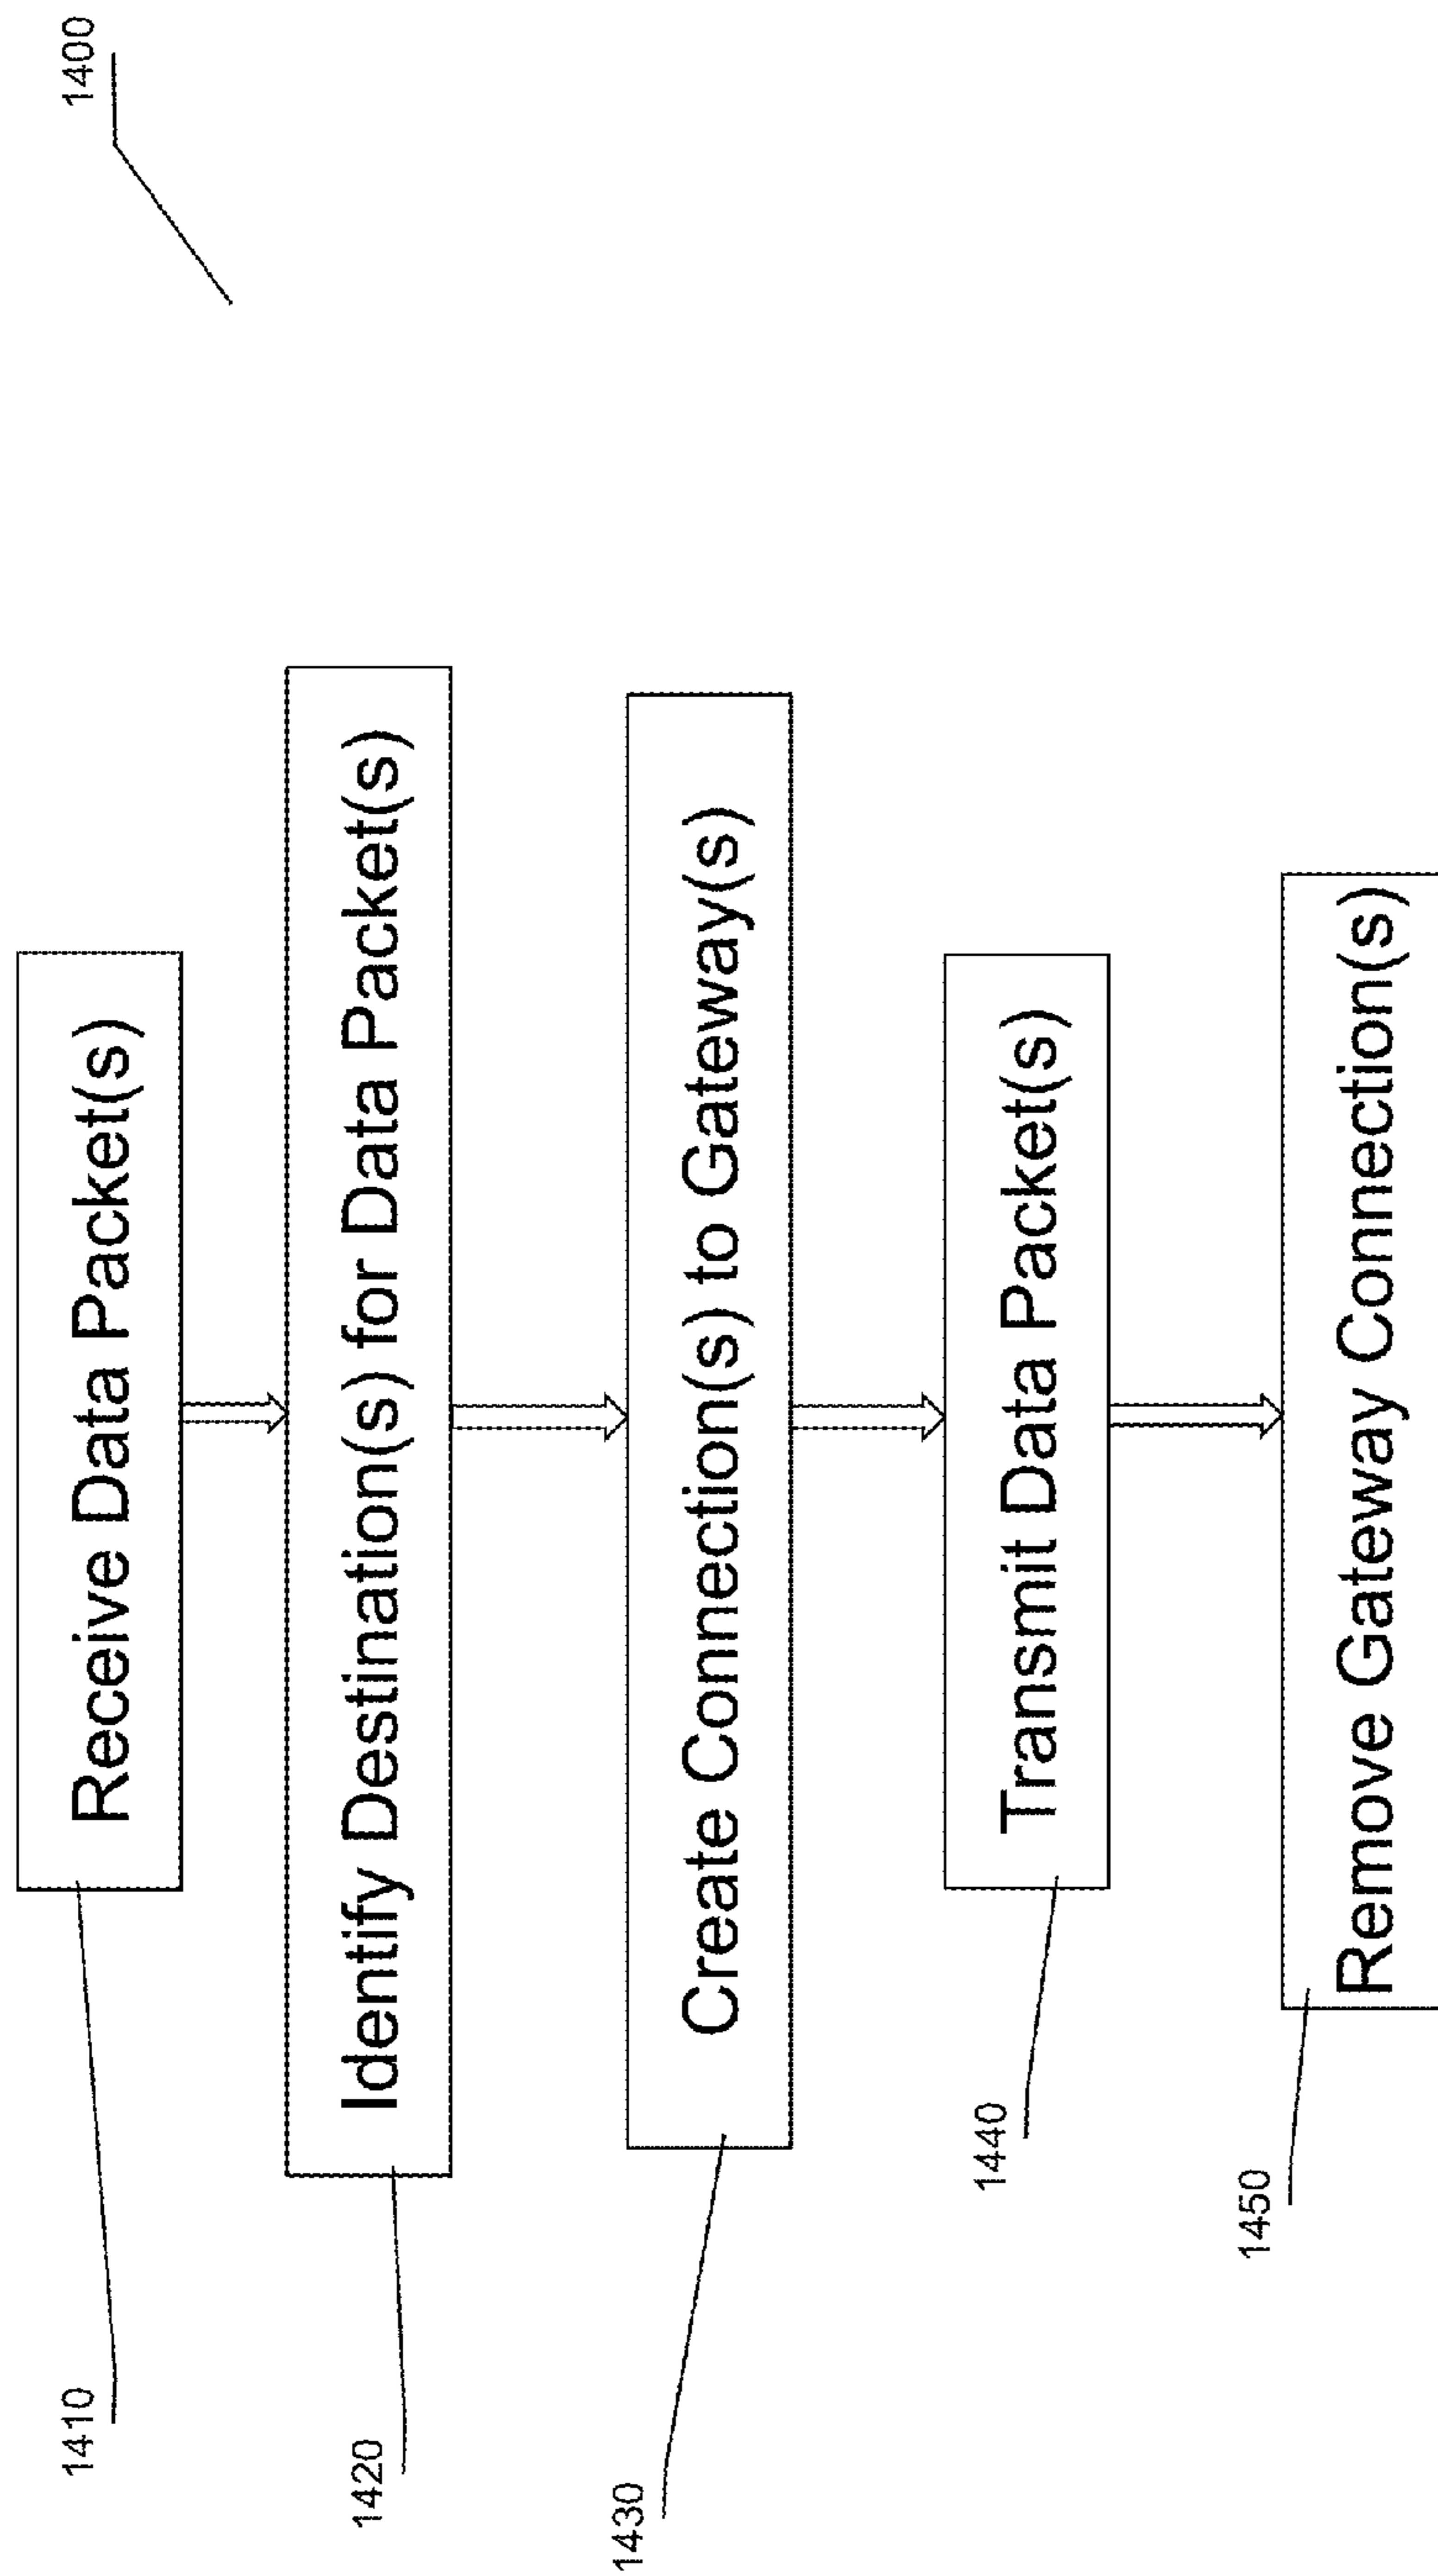 1400
1410
Receive Data Packet(s)
1420
Identify Destination(s) for Data Packet(s)
1430
Create Connection(s) to Gateway(s)
1440
Transmit Data Packet(s)
1450
Remove Gateway Connection(s)